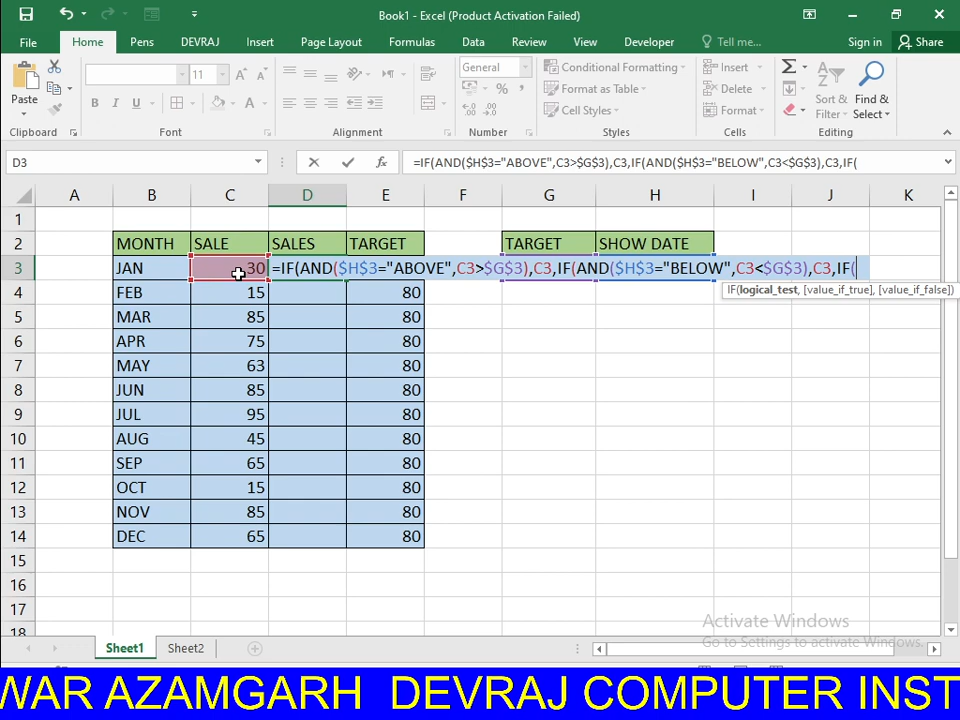 Book1 - Excel (Product Activation Failed)
File Home Pens DEVRAJ Insert Page Layout Formulas Data Review View Developer Tell me... Sign in Share
Paste
11
B I U
A A
General
% ,
Conditional Formatting
Format as Table
Cell Styles
Insert
Delete
Format
Sort & Filter
Find & Select
Clipboard Font Alignment Number Styles Cells Editing
D3 fx =IF(AND($H$3="ABOVE",C3>$G$3),C3,IF(AND($H$3="BELOW",C3<$G$3),C3,IF(
A B C D E F G H I J K
1
2 MONTH SALE SALES TARGET TARGET SHOW DATE
3 JAN 30 =IF(AND($H$3="ABOVE",C3>$G$3),C3,IF(AND($H$3="BELOW",C3<$G$3),C3,IF(
IF(logical_test, [value_if_true], [value_if_false])
4 FEB 15 80
5 MAR 85 80
6 APR 75 80
7 MAY 63 80
8 JUN 85 80
9 JUL 95 80
10 AUG 45 80
11 SEP 65 80
12 OCT 15 80
13 NOV 85 80
14 DEC 65 80
15
16
17
18
Activate Windows
Go to Settings to activate Windows.
Sheet1 Sheet2
WAR AZAMGARH DEVRAJ COMPUTER INST